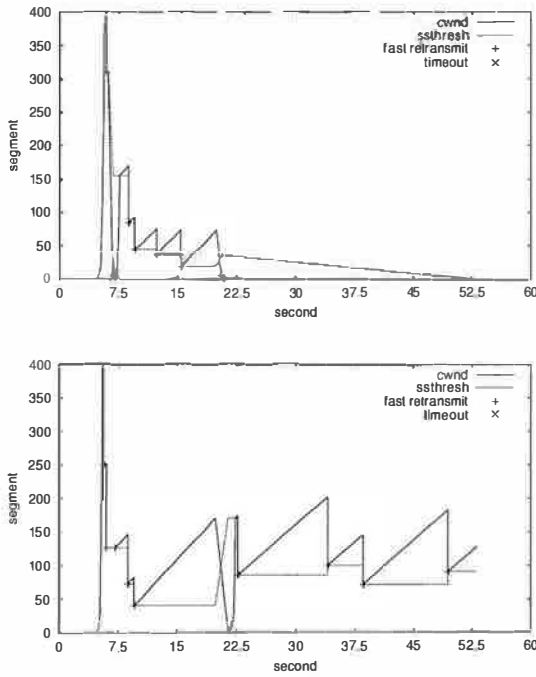 400
350
300
250
200
150
100
50
0
segment
cwnd
ssthresh
fast retransmit +
timeout ×
0 7.5 15 22.5 30 37.5 45 52.5 60
second
400
350
300
250
200
150
100
50
0
segment
cwnd
ssthresh
fast retransmit +
timeout ×
0 7.5 15 22.5 30 37.5 45 52.5 60
second